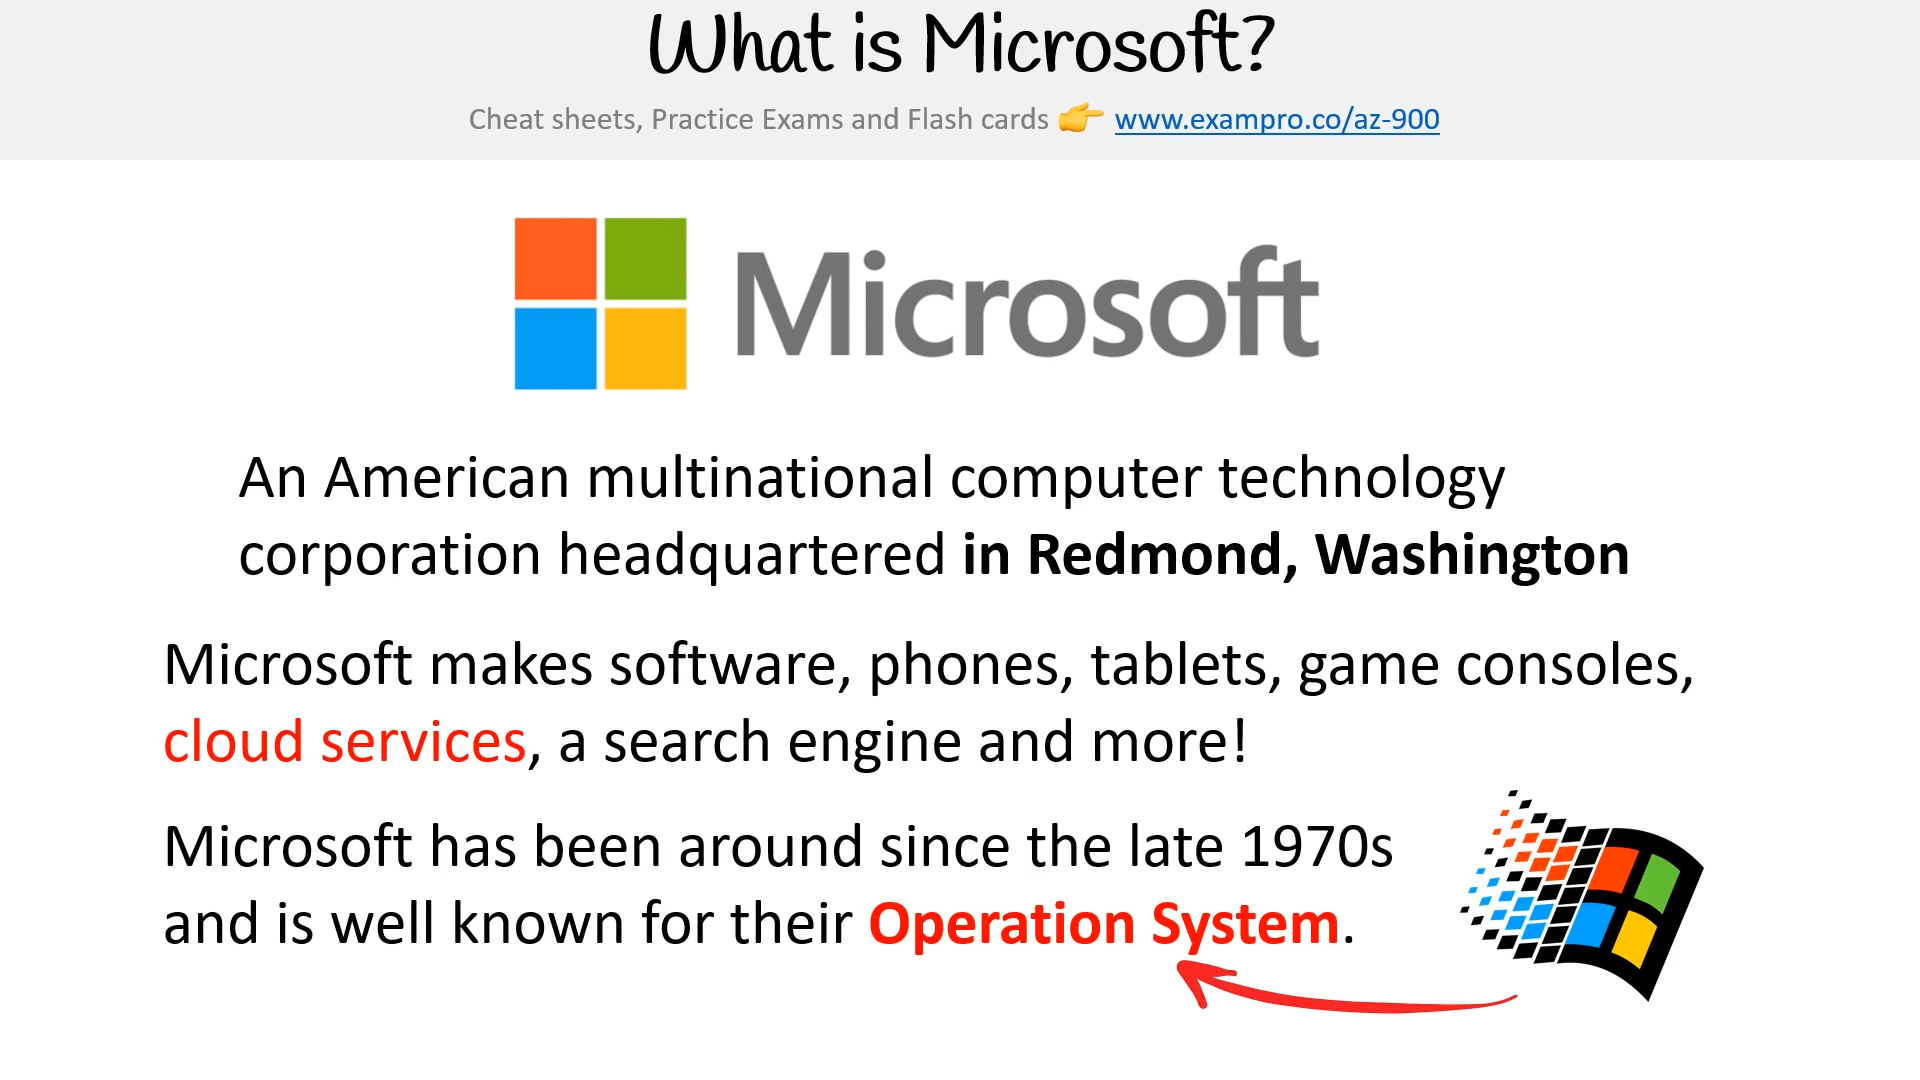 What is Microsoft?
Cheat sheets, Practice Exams and Flash cards 👉 www.exampro.co/az-900
Microsoft
An American multinational computer technology
corporation headquartered in Redmond, Washington
Microsoft makes software, phones, tablets, game consoles,
cloud services, a search engine and more!
Microsoft has been around since the late 1970s
and is well known for their Operation System.